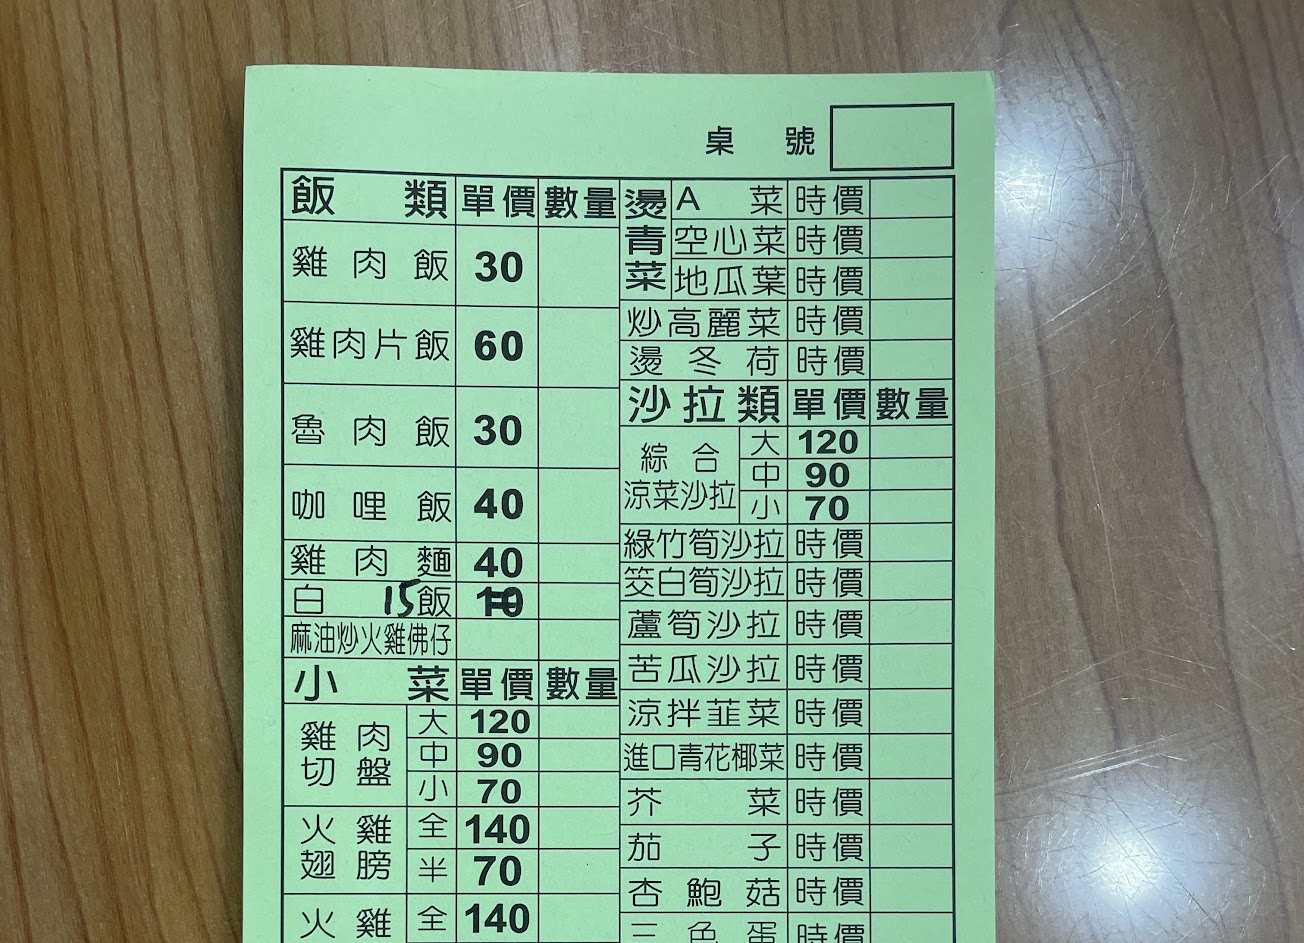 桌號
飯類 單價 數量
雞肉飯 30
雞肉片飯 60
魯肉飯 30
咖哩飯 40
雞肉麵 40
白飯 10 15
麻油炒火雞佛仔
小菜 單價 數量
雞肉切盤 大 120
中 90
小 70
火雞翅膀 全 140
半 70
火雞 全 140
燙青菜 A菜 時價
空心菜 時價
地瓜葉 時價
炒高麗菜 時價
燙冬荷 時價
沙拉類 單價 數量
綜合涼菜沙拉 大 120
中 90
小 70
綠竹筍沙拉 時價
筊白筍沙拉 時價
蘆筍沙拉 時價
苦瓜沙拉 時價
涼拌韮菜 時價
進口青花椰菜 時價
芥菜 時價
茄子 時價
杏鮑菇 時價
三色蛋 時價